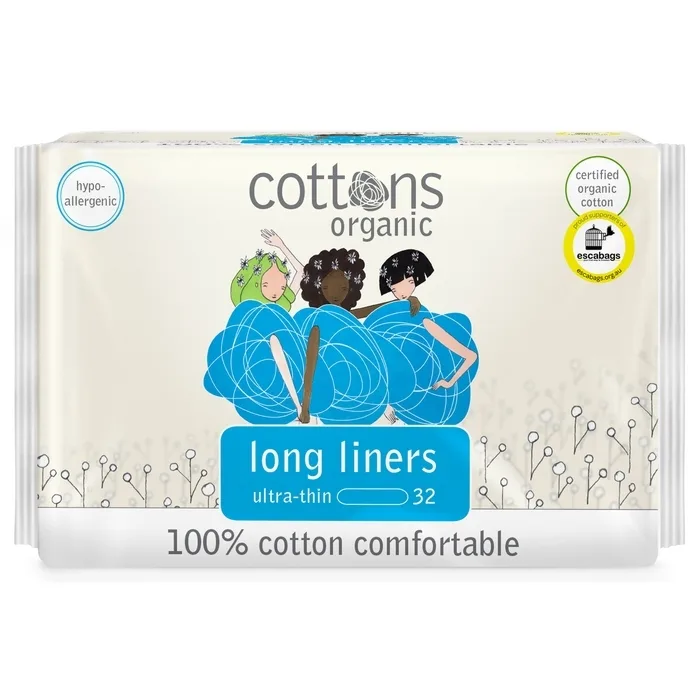 cottons
organic
hypo-
allergenic
certified
organic
cotton
proud supporters of
escabags
escabags.org.au
long liners
ultra-thin 32
100% cotton comfortable